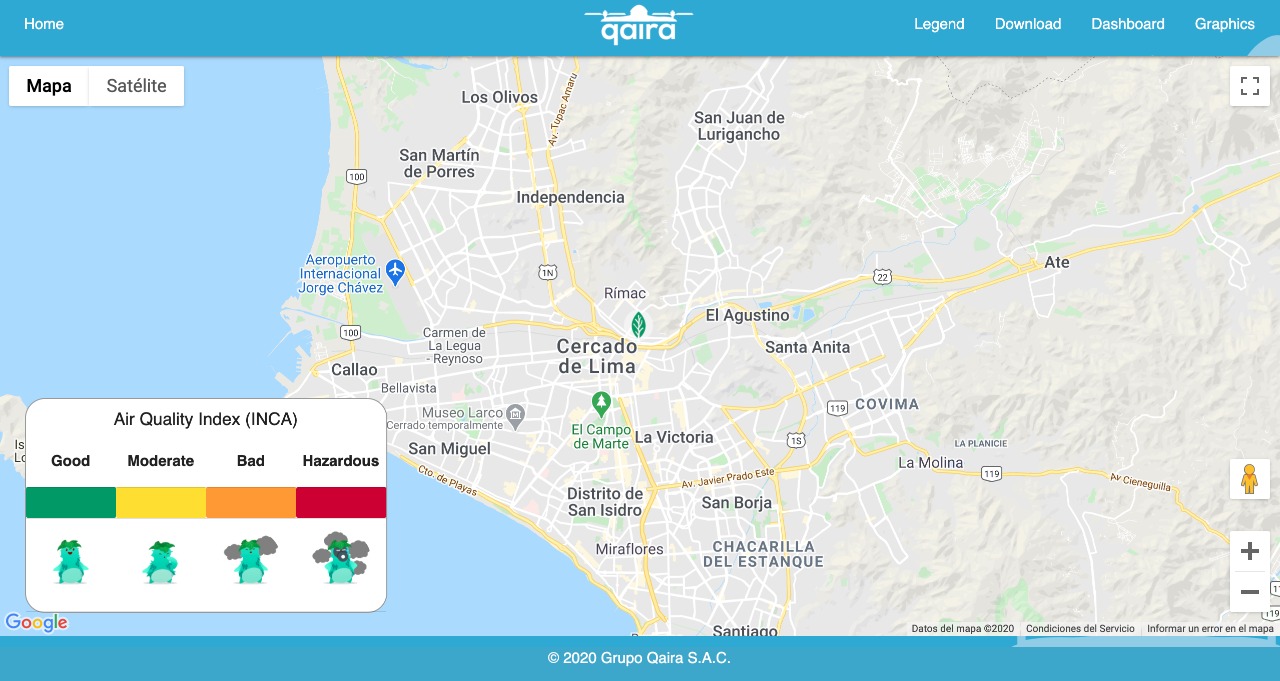 Home
qaira
Legend
Download
Dashboard
Graphics
Mapa
Satélite
Los Olivos
Av. Tupac Amaru
San Juan de
Lurigancho
San Martín
de Porres
100
Independencia
Aeropuerto
Internacional
Jorge Chávez
1N
22
Ate
Rímac
El Agustino
100
Carmen de
La Legua
- Reynoso
Cercado
de Lima
Santa Anita
Callao
Bellavista
Museo Larco
Cerrado temporalmente
119
COVIMA
El Campo
de Marte
La Victoria
1S
LA PLANICIE
San Miguel
La Molina
119
Cto. de Playas
Av. Javier Prado Este
Av Cieneguilla
Distrito de
San Isidro
San Borja
Miraflores
CHACARILLA
DEL ESTANQUE
119
Santiago
Air Quality Index (INCA)
Good
Moderate
Bad
Hazardous
Google
Datos del mapa ©2020
Condiciones del Servicio
Informar un error en el mapa
© 2020 Grupo Qaira S.A.C.